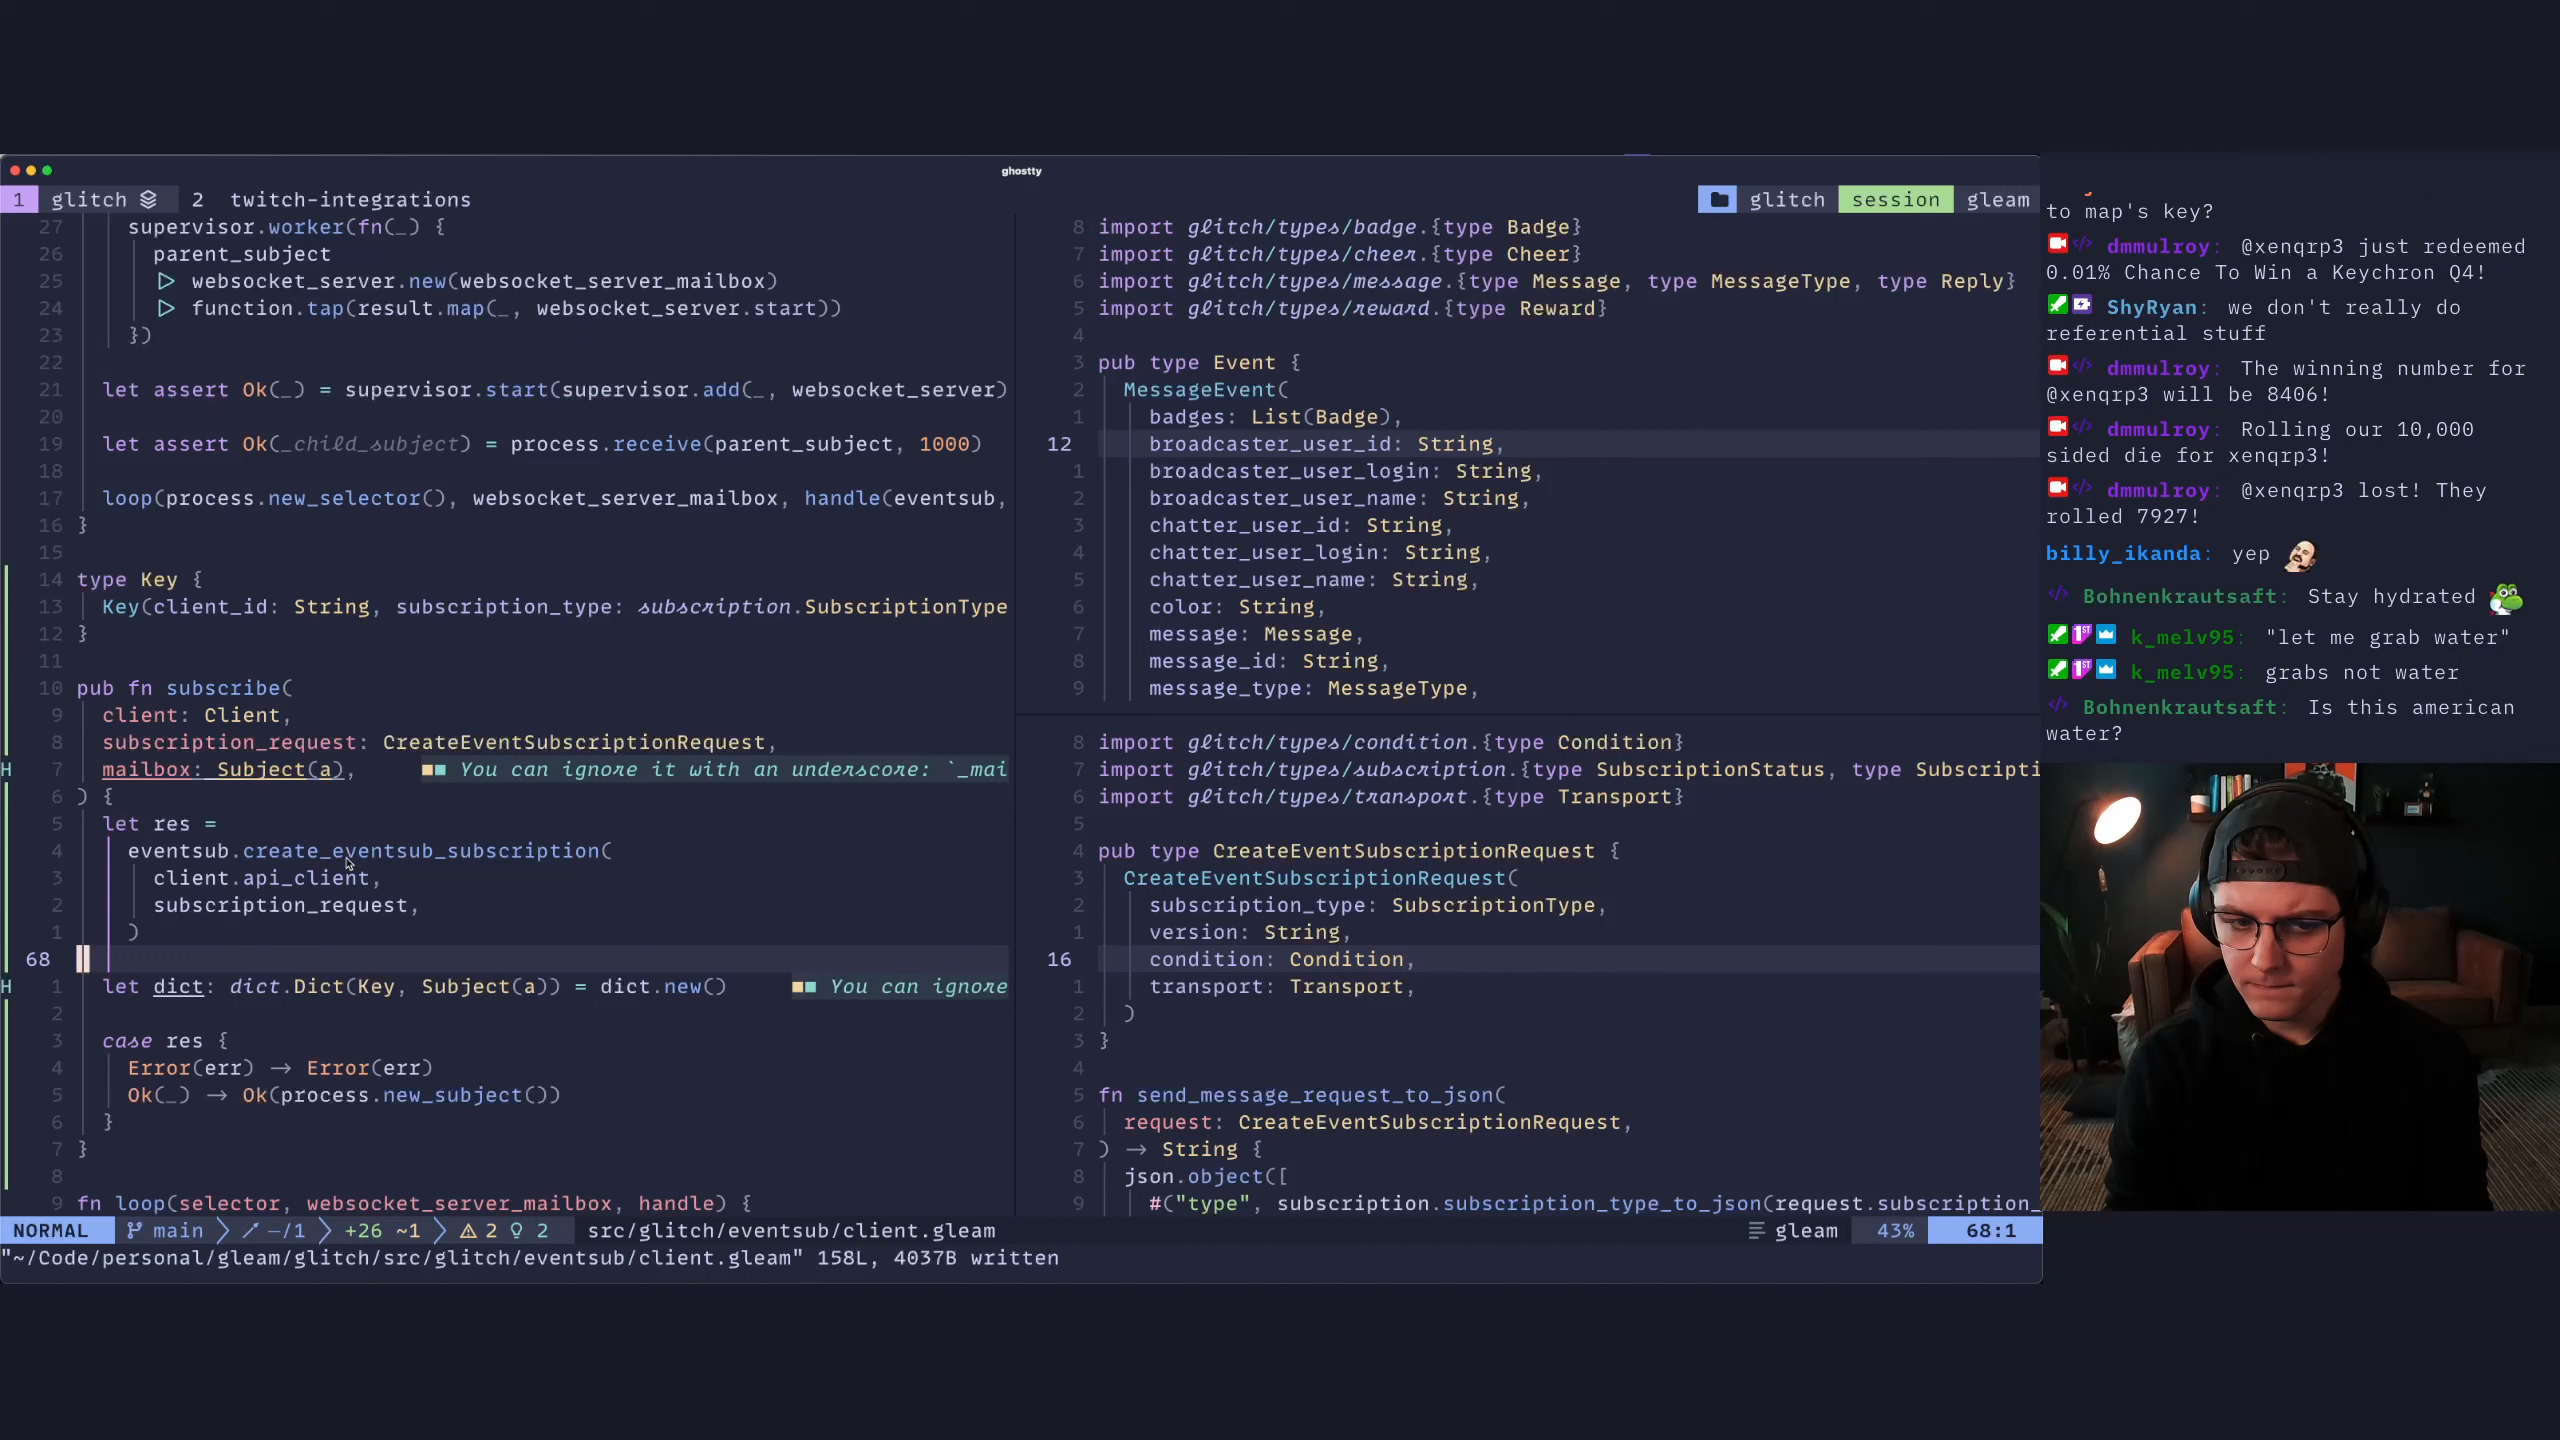 ghostty
1 glitch 2 twitch-integrations
glitch session gleam
27 supervisor.worker(fn(_) {
26 parent_subject
25 ▷ websocket_server.new(websocket_server_mailbox)
24 ▷ function.tap(result.map(_, websocket_server.start))
23 })
22
21 let assert Ok(_) = supervisor.start(supervisor.add(_, websocket_server)
20
19 let assert Ok(_child_subject) = process.receive(parent_subject, 1000)
18
17 loop(process.new_selector(), websocket_server_mailbox, handle(eventsub,
16 }
15
14 type Key {
13 Key(client_id: String, subscription_type: subscription.SubscriptionType
12 }
11
10 pub fn subscribe(
9 client: Client,
8 subscription_request: CreateEventSubscriptionRequest,
H 7 mailbox: Subject(a), ■■ You can ignore it with an underscore: `_mai
6 ) {
5 let res =
4 eventsub.create_eventsub_subscription(
3 client.api_client,
2 subscription_request,
1 )
68
H 1 let dict: dict.Dict(Key, Subject(a)) = dict.new() ■■ You can ignore
2
3 case res {
4 Error(err) → Error(err)
5 Ok(_) → Ok(process.new_subject())
6 }
7 }
8
9 fn loop(selector, websocket_server_mailbox, handle) {
8 import glitch/types/badge.{type Badge}
7 import glitch/types/cheer.{type Cheer}
6 import glitch/types/message.{type Message, type MessageType, type Reply}
5 import glitch/types/reward.{type Reward}
4
3 pub type Event {
2 MessageEvent(
1 badges: List(Badge),
12 broadcaster_user_id: String,
1 broadcaster_user_login: String,
2 broadcaster_user_name: String,
3 chatter_user_id: String,
4 chatter_user_login: String,
5 chatter_user_name: String,
6 color: String,
7 message: Message,
8 message_id: String,
9 message_type: MessageType,
8 import glitch/types/condition.{type Condition}
7 import glitch/types/subscription.{type SubscriptionStatus, type Subscripti
6 import glitch/types/transport.{type Transport}
5
4 pub type CreateEventSubscriptionRequest {
3 CreateEventSubscriptionRequest(
2 subscription_type: SubscriptionType,
1 version: String,
16 condition: Condition,
1 transport: Transport,
2 )
3 }
4
5 fn send_message_request_to_json(
6 request: CreateEventSubscriptionRequest,
7 ) → String {
8 json.object([
9 #("type", subscription.subscription_type_to_json(request.subscription_
NORMAL main -/1 +26 ~1 2 2 src/glitch/eventsub/client.gleam gleam 43% 68:1
"~/Code/personal/gleam/glitch/src/glitch/eventsub/client.gleam" 158L, 4037B written
to map's key?
dmmulroy: @xenqrp3 just redeemed
0.01% Chance To Win a Keychron Q4!
ShyRyan: we don't really do
referential stuff
dmmulroy: The winning number for
@xenqrp3 will be 8406!
dmmulroy: Rolling our 10,000
sided die for xenqrp3!
dmmulroy: @xenqrp3 lost! They
rolled 7927!
billy_ikanda: yep
Bohnenkrautsaft: Stay hydrated
k_melv95: "let me grab water"
k_melv95: grabs not water
Bohnenkrautsaft: Is this american
water?